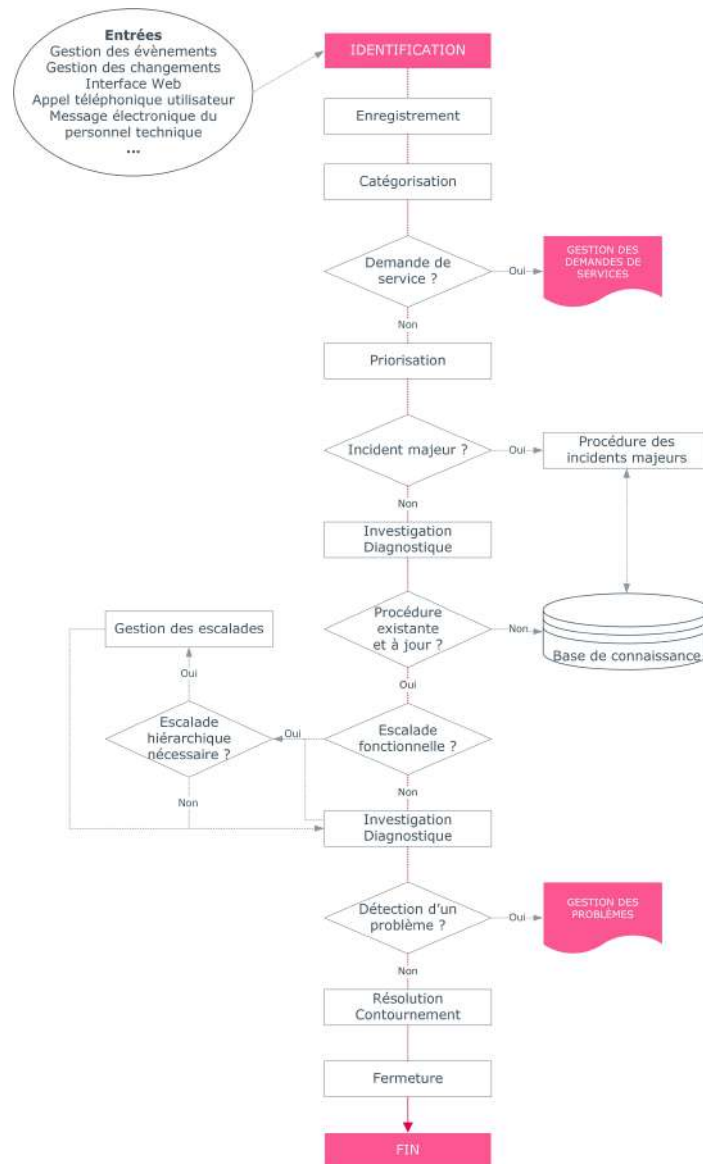 Entrées
Gestion des évènements
Gestion des changements
Interface Web
Appel téléphonique utilisateur
Message électronique du
personnel technique
...
IDENTIFICATION
Enregistrement
Catégorisation
Demande de
service ?
Oui
GESTION DES
DEMANDES DE
SERVICES
Non
Priorisation
Incident majeur ?
Oui
Procédure des
incidents majeurs
Non
Investigation
Diagnostique
Procédure
existante
et à jour ?
Non
Base de connaissance
Oui
Gestion des escalades
Oui
Escalade
hiérarchique
nécessaire ?
Oui
Escalade
fonctionnelle ?
Non
Non
Investigation
Diagnostique
Détection d'un
problème ?
Oui
GESTION DES
PROBLÈMES
Non
Résolution
Contournement
Fermeture
FIN